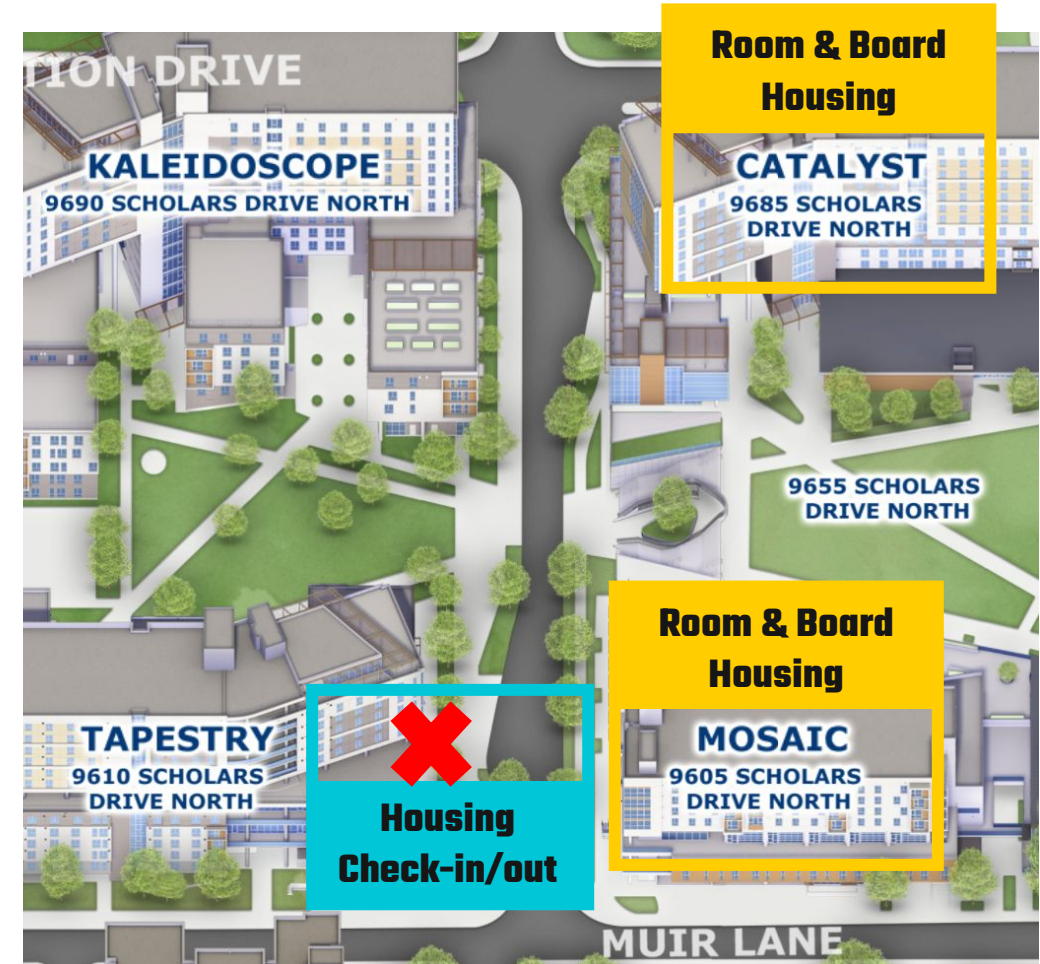 TION DRIVE
KALEIDOSCOPE
9690 SCHOLARS DRIVE NORTH
Room & Board
Housing
CATALYST
9685 SCHOLARS
DRIVE NORTH
9655 SCHOLARS
DRIVE NORTH
TAPESTRY
9610 SCHOLARS
DRIVE NORTH
Housing
Check-in/out
Room & Board
Housing
MOSAIC
9605 SCHOLARS
DRIVE NORTH
MUIR LANE